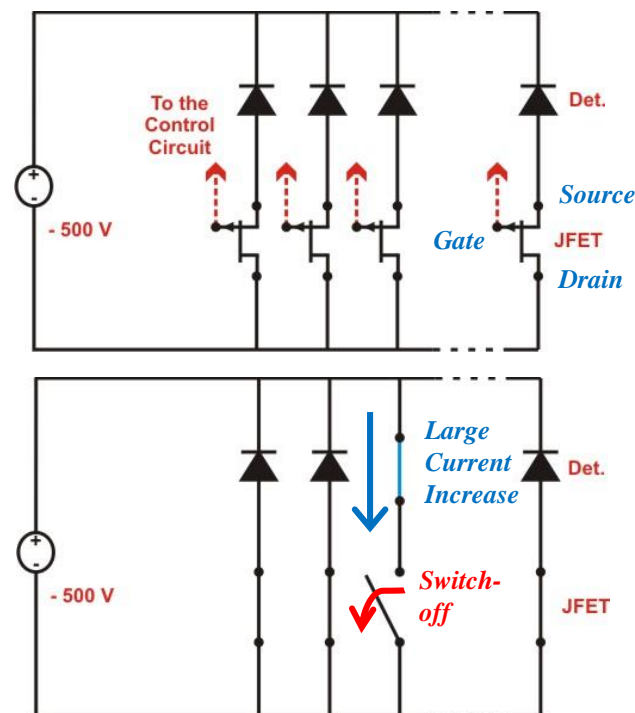 To the
Control
Circuit
Det.
+
-
- 500 V
Source
Gate
JFET
Drain
Large
Current
Increase
Det.
+
-
- 500 V
Switch-
off
JFET